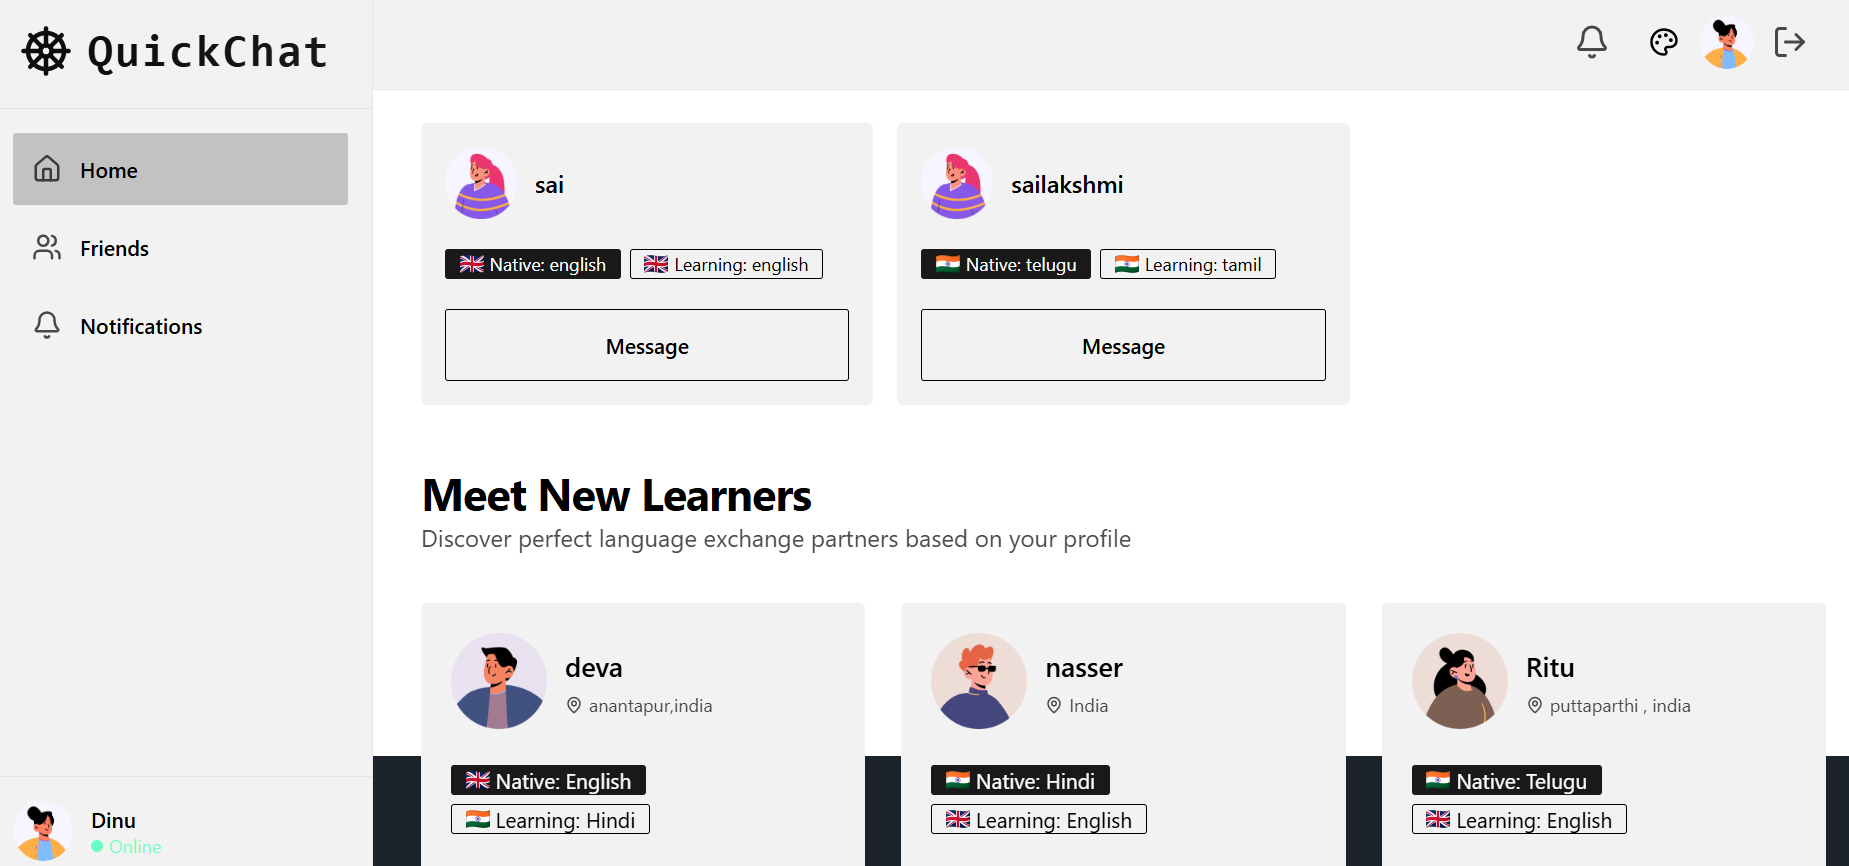 QuickChat
Home
Friends
Notifications
sai
Native: english
Learning: english
Message
sailakshmi
Native: telugu
Learning: tamil
Message
Meet New Learners
Discover perfect language exchange partners based on your profile
deva
anantapur,india
Native: English
Learning: Hindi
nasser
India
Native: Hindi
Learning: English
Ritu
puttaparthi , india
Native: Telugu
Learning: English
Dinu
Online